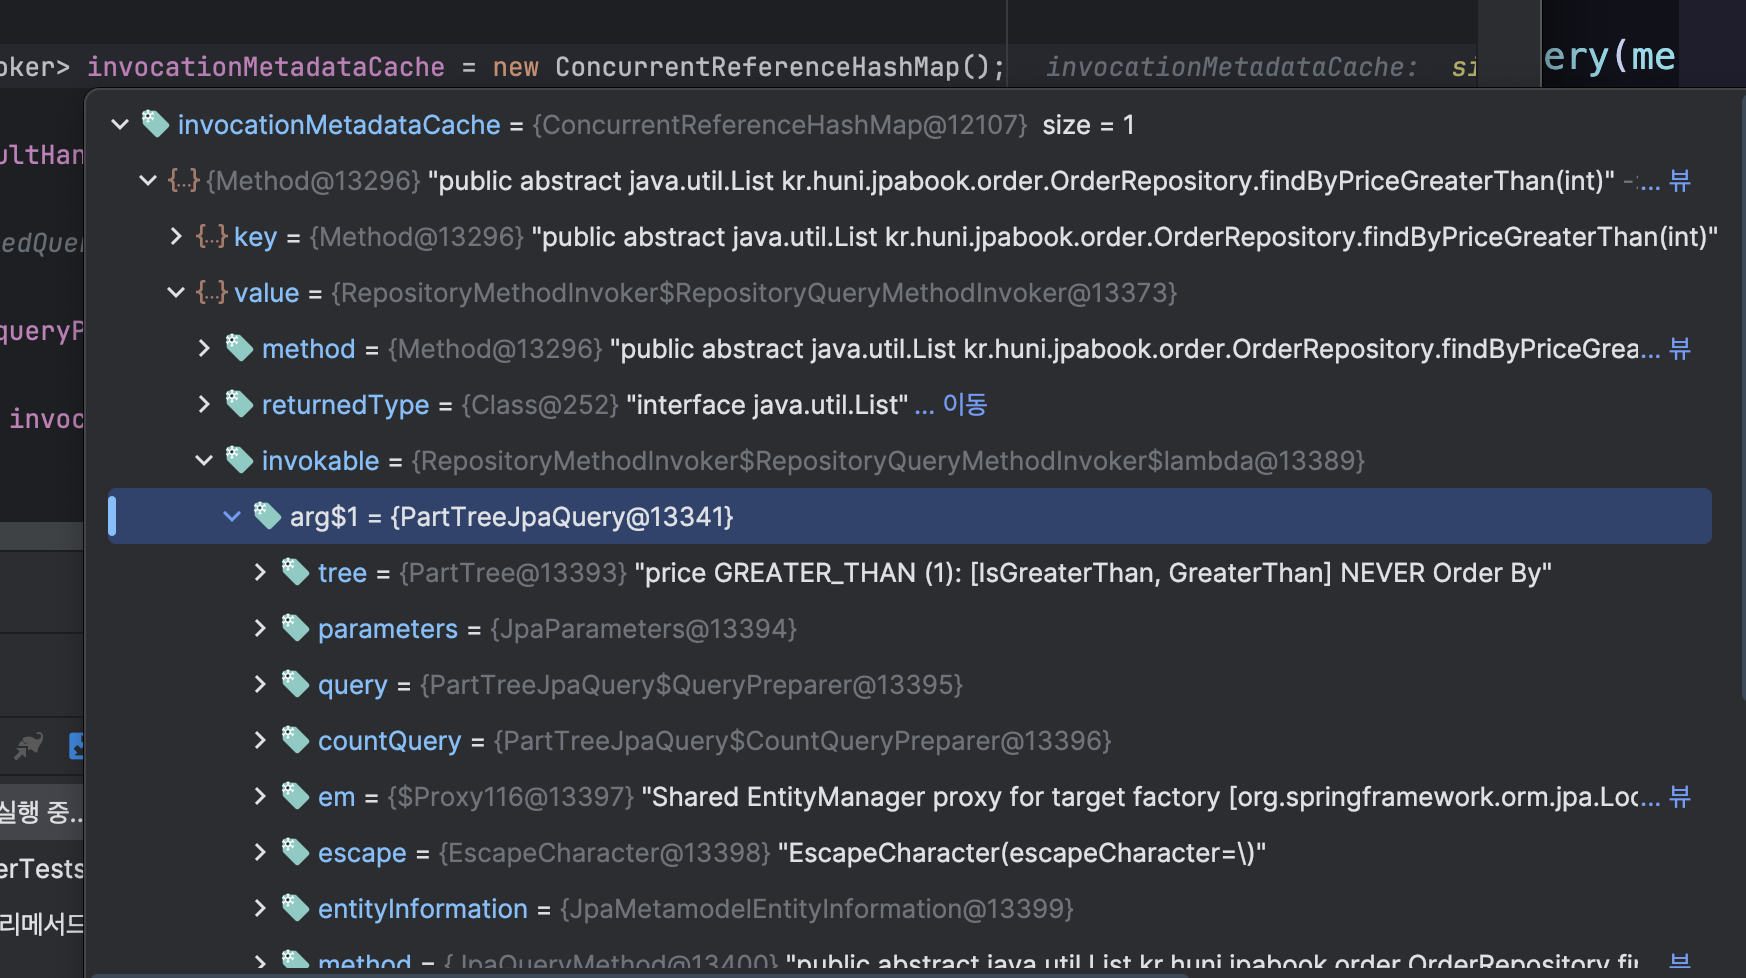 oker> invocationMetadataCache = new ConcurrentReferenceHashMap(); invocationMetadataCache: si
ery(me
invocationMetadataCache = {ConcurrentReferenceHashMap@12107} size = 1
ultHan
{Method@13296} "public abstract java.util.List kr.huni.jpabook.order.OrderRepository.findByPriceGreaterThan(int)" -... 뷰
key = {Method@13296} "public abstract java.util.List kr.huni.jpabook.order.OrderRepository.findByPriceGreaterThan(int)"
edQuer
value = {RepositoryMethodInvoker$RepositoryQueryMethodInvoker@13373}
queryP
method = {Method@13296} "public abstract java.util.List kr.huni.jpabook.order.OrderRepository.findByPriceGrea... 뷰
returnedType = {Class@252} "interface java.util.List" ... 이동
invoc
invokable = {RepositoryMethodInvoker$RepositoryQueryMethodInvoker$lambda@13389}
arg$1 = {PartTreeJpaQuery@13341}
tree = {PartTree@13393} "price GREATER_THAN (1): [IsGreaterThan, GreaterThan] NEVER Order By"
parameters = {JpaParameters@13394}
query = {PartTreeJpaQuery$QueryPreparer@13395}
countQuery = {PartTreeJpaQuery$CountQueryPreparer@13396}
em = {$Proxy116@13397} "Shared EntityManager proxy for target factory [org.springframework.orm.jpa.Loc... 뷰
실행 중..
escape = {EscapeCharacter@13398} "EscapeCharacter(escapeCharacter=\)"
erTests
entityInformation = {JpaMetamodelEntityInformation@13399}
리메서드
method = {JpaQueryMethod@13400} "public abstract java.util.List kr.huni.jpabook.order.OrderRepository.fin... 뷰